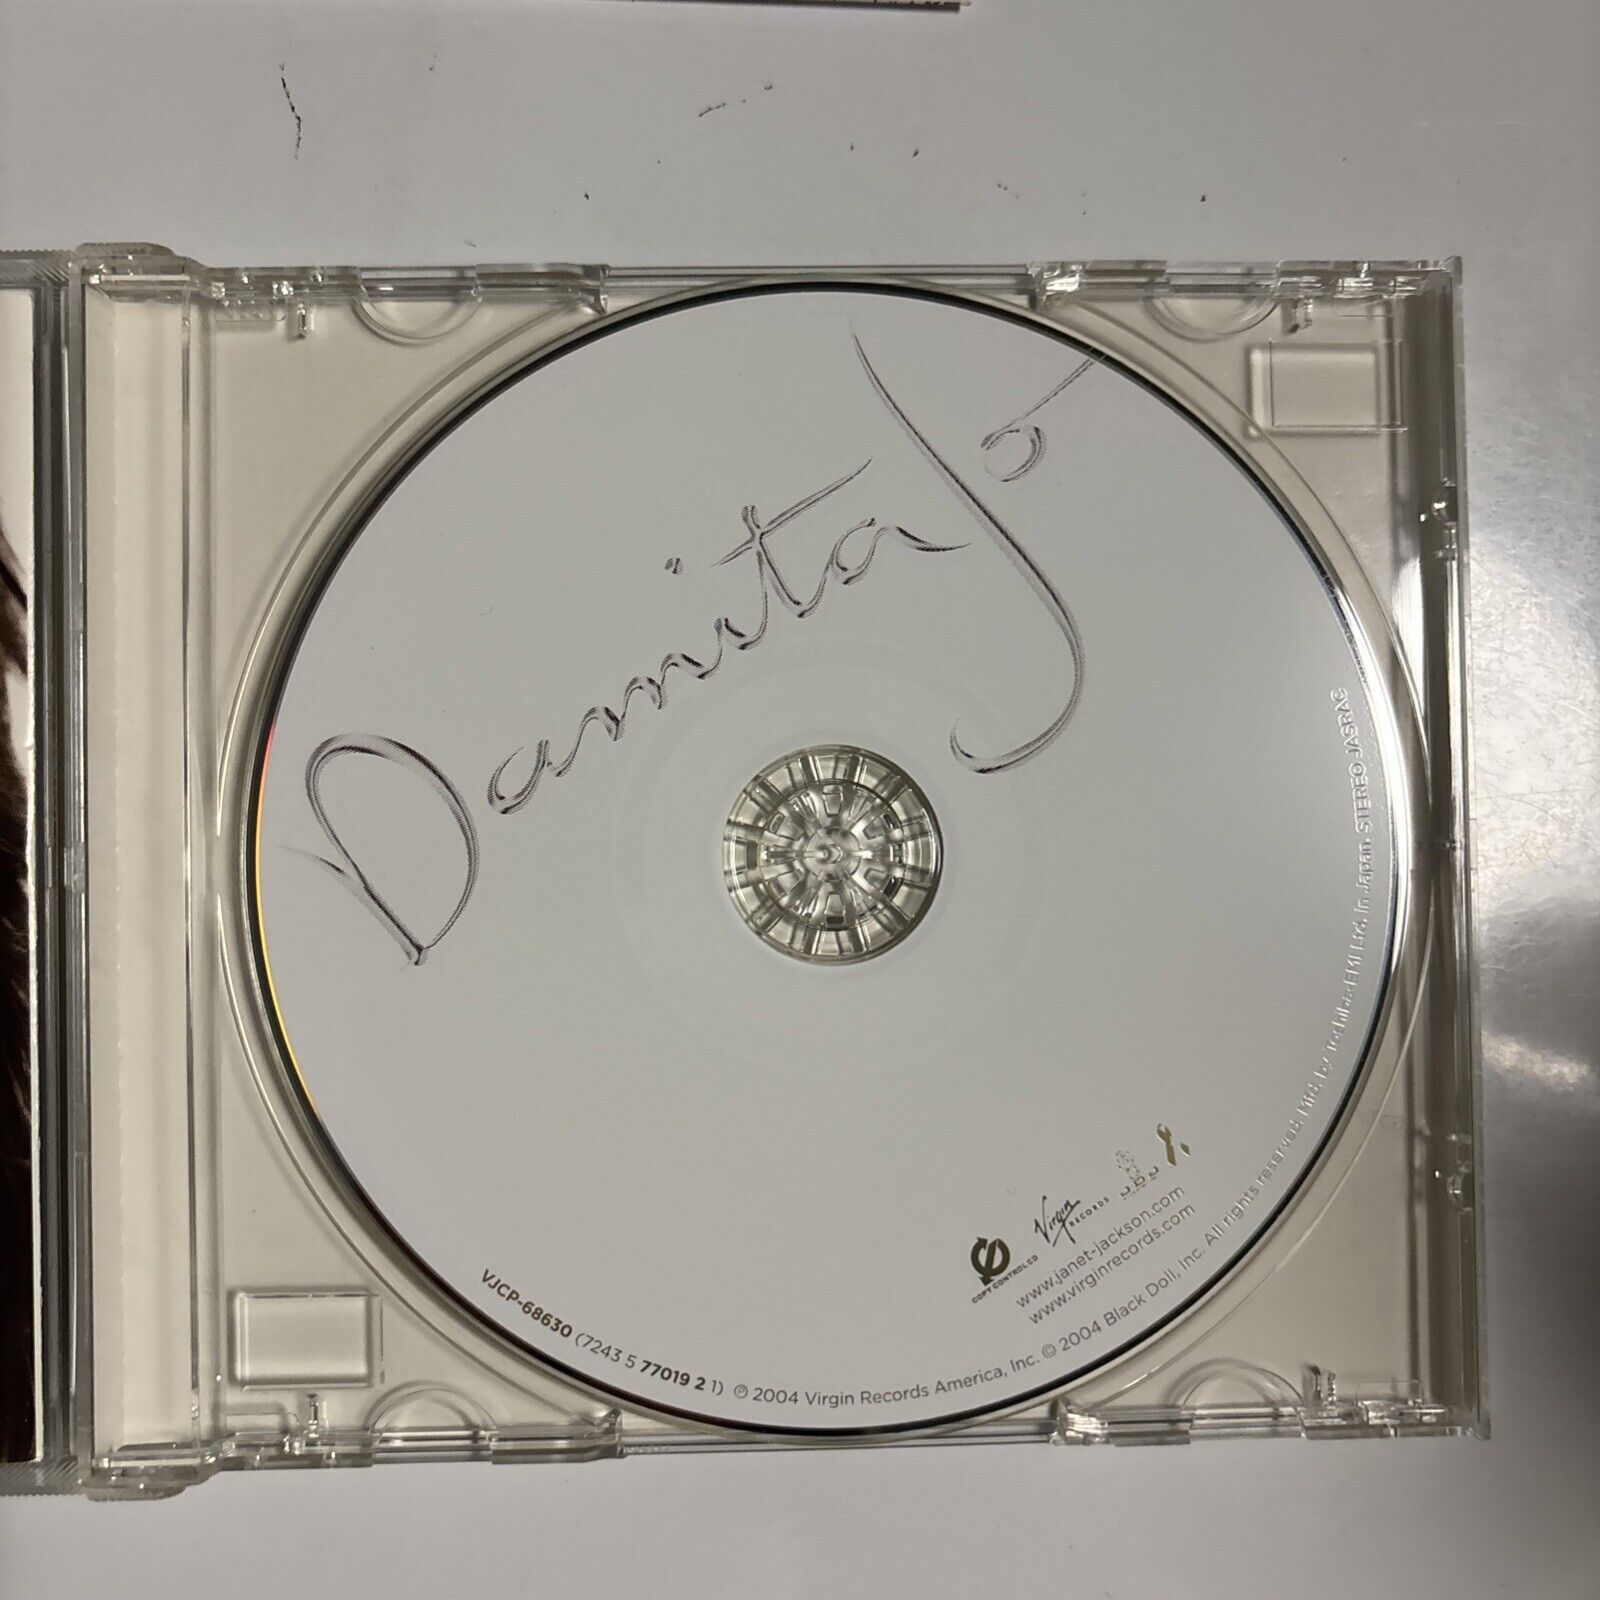 Damita Jo
COPY CONTROLED
Virgin
RECORDS
www.janet-jackson.com
www.virginrecords.com
VJCP-68630 (7243 5 77019 2 1) ℗ 2004 Virgin Records America, Inc. © 2004 Black Doll, Inc. All rights reserved. Mfd. by Toshiba-EMI Ltd. in Japan. STEREO JASRAC